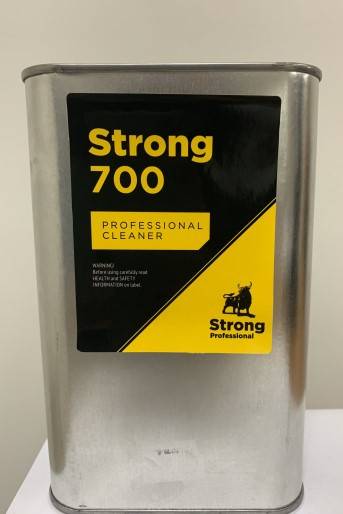 Strong
700
PROFESSIONAL
CLEANER
WARNING!
Before using carefully read
HEALTH and SAFETY
INFORMATION on label.
Strong
Professional